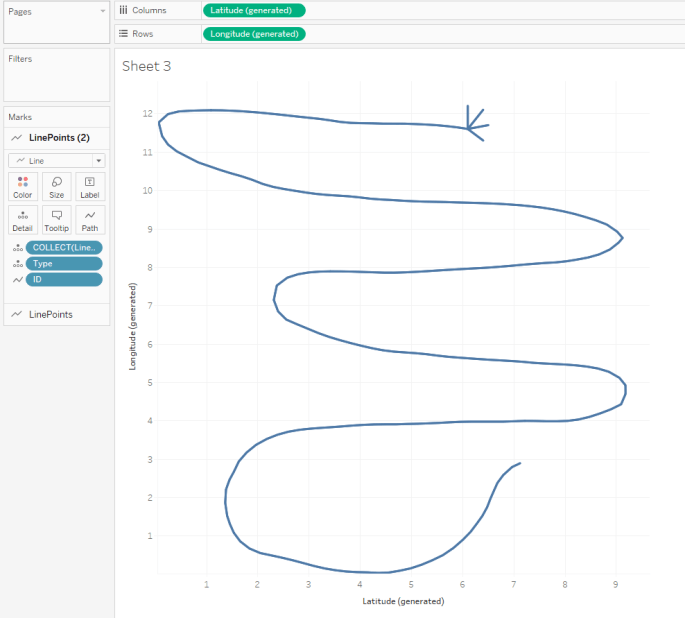 Pages
Columns
Latitude (generated)
Rows
Longitude (generated)
Filters
Sheet 3
Marks
LinePoints (2)
Line
Color
Size
Label
Detail
Tooltip
Path
COLLECT(Line..
Type
ID
LinePoints
Longitude (generated)
12
11
10
9
8
7
6
5
4
3
2
1
1 2 3 4 5 6 7 8 9
Latitude (generated)